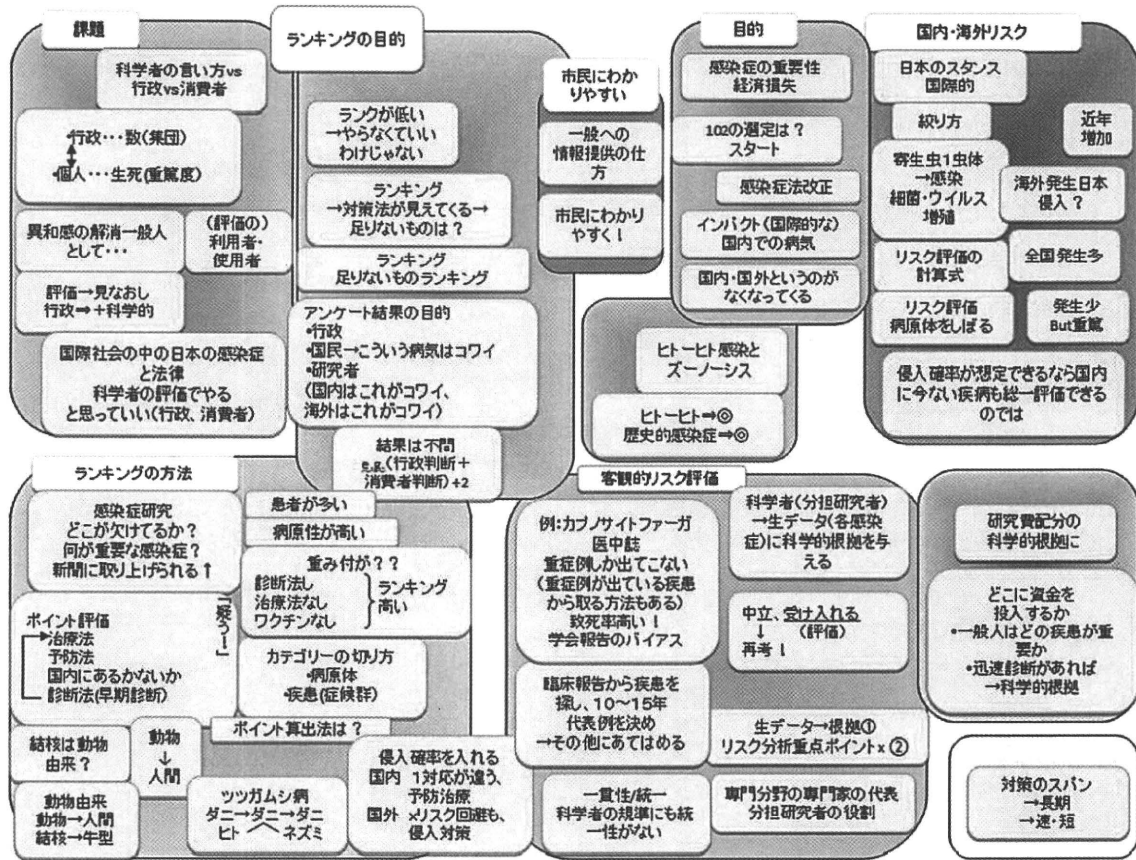 課題
科学者の言い方vs
行政vs消費者
・行政・・・数(集団)
・個人・・・生死(重篤度)
異和感の解消一般人
として・・・
(評価の)
利用者・
使用者
評価→見なおし
行政⇒+科学的
国際社会の中の日本の感染症
と法律
科学者の評価でやる
と思っていい(行政、消費者)
ランキングの目的
ランクが低い
→やらなくていい
わけじゃない
ランキング
→対策法が見えてくる→
足りないものは?
ランキング
足りないものランキング
アンケート結果の目的
・行政
・国民→こういう病気はコワイ
・研究者
(国内はこれがコワイ、
海外はこれがコワイ)
結果は不問
(行政判断+
消費者判断)÷2
市民にわか
りやすい
一般への
情報提供の仕
方
市民にわかり
やすく!
目的
感染症の重要性
経済損失
102の選定は?
スタート
感染症法改正
インパクト(国際的な)
国内での病気
国内・国外というのが
なくなってくる
ヒトーヒト感染と
ズーノーシス
ヒトーヒト⇒◎
歴史的感染症⇒◎
国内・海外リスク
日本のスタンス
国際的
絞り方
近年
増加
寄生虫1虫体
→感染
細菌・ウイルス
増殖
海外発生日本
侵入?
リスク評価の
計算式
全国発生多
リスク評価
病原体をしぼる
発生少
But重篤
侵入確率が想定できるなら国内
に今ない疾病も総一評価できる
のでは
ランキングの方法
感染症研究
どこが欠けてるか?
何が重要な感染症?
新聞に取り上げられる↑
患者が多い
病原性が高い
重み付が??
診断法し
治療法なし
ワクチンなし
ランキング
高い
ポイント評価
治療法
予防法
国内にあるかないか
診断法(早期診断)
カテゴリーの切り方
・病原体
・疾患(症候群)
ポイント算出法は?
結核は動物
由来?
動物
↓
人間
動物由来
動物→人間
結核→午型
ツツガムシ病
ダニ→ダニ→ダニ
ヒト ネズミ
侵入確率を入れる
国内 1対応が違う、
予防治療
国外 ×リスク回避も、
侵入対策
客観的リスク評価
例:カプノサイトファーガ
医中誌
重症例しか出てこない
(重症例が出ている疾患
から取る方法もある)
致死率高い!
学会報告のバイアス
科学者(分担研究者)
→生データ(各感染
症)に科学的根拠を与
える
中立、受け入れる
(評価)
↓
再考!
臨床報告から疾患を
探し、10~15年
代表例を決め
→その他にあてはめる
生データ→根拠①
リスク分析重点ポイントx ②
一貫性/統一
科学者の規準にも統
一性がない
専門分野の専門家の代表
分担研究者の役割
研究費配分の
科学的根拠に
どこに資金を
投入するか
・一般人はどの疾患が重
要か
・迅速診断があれば
→科学的根拠
対策のスパン
→長期
→速・短